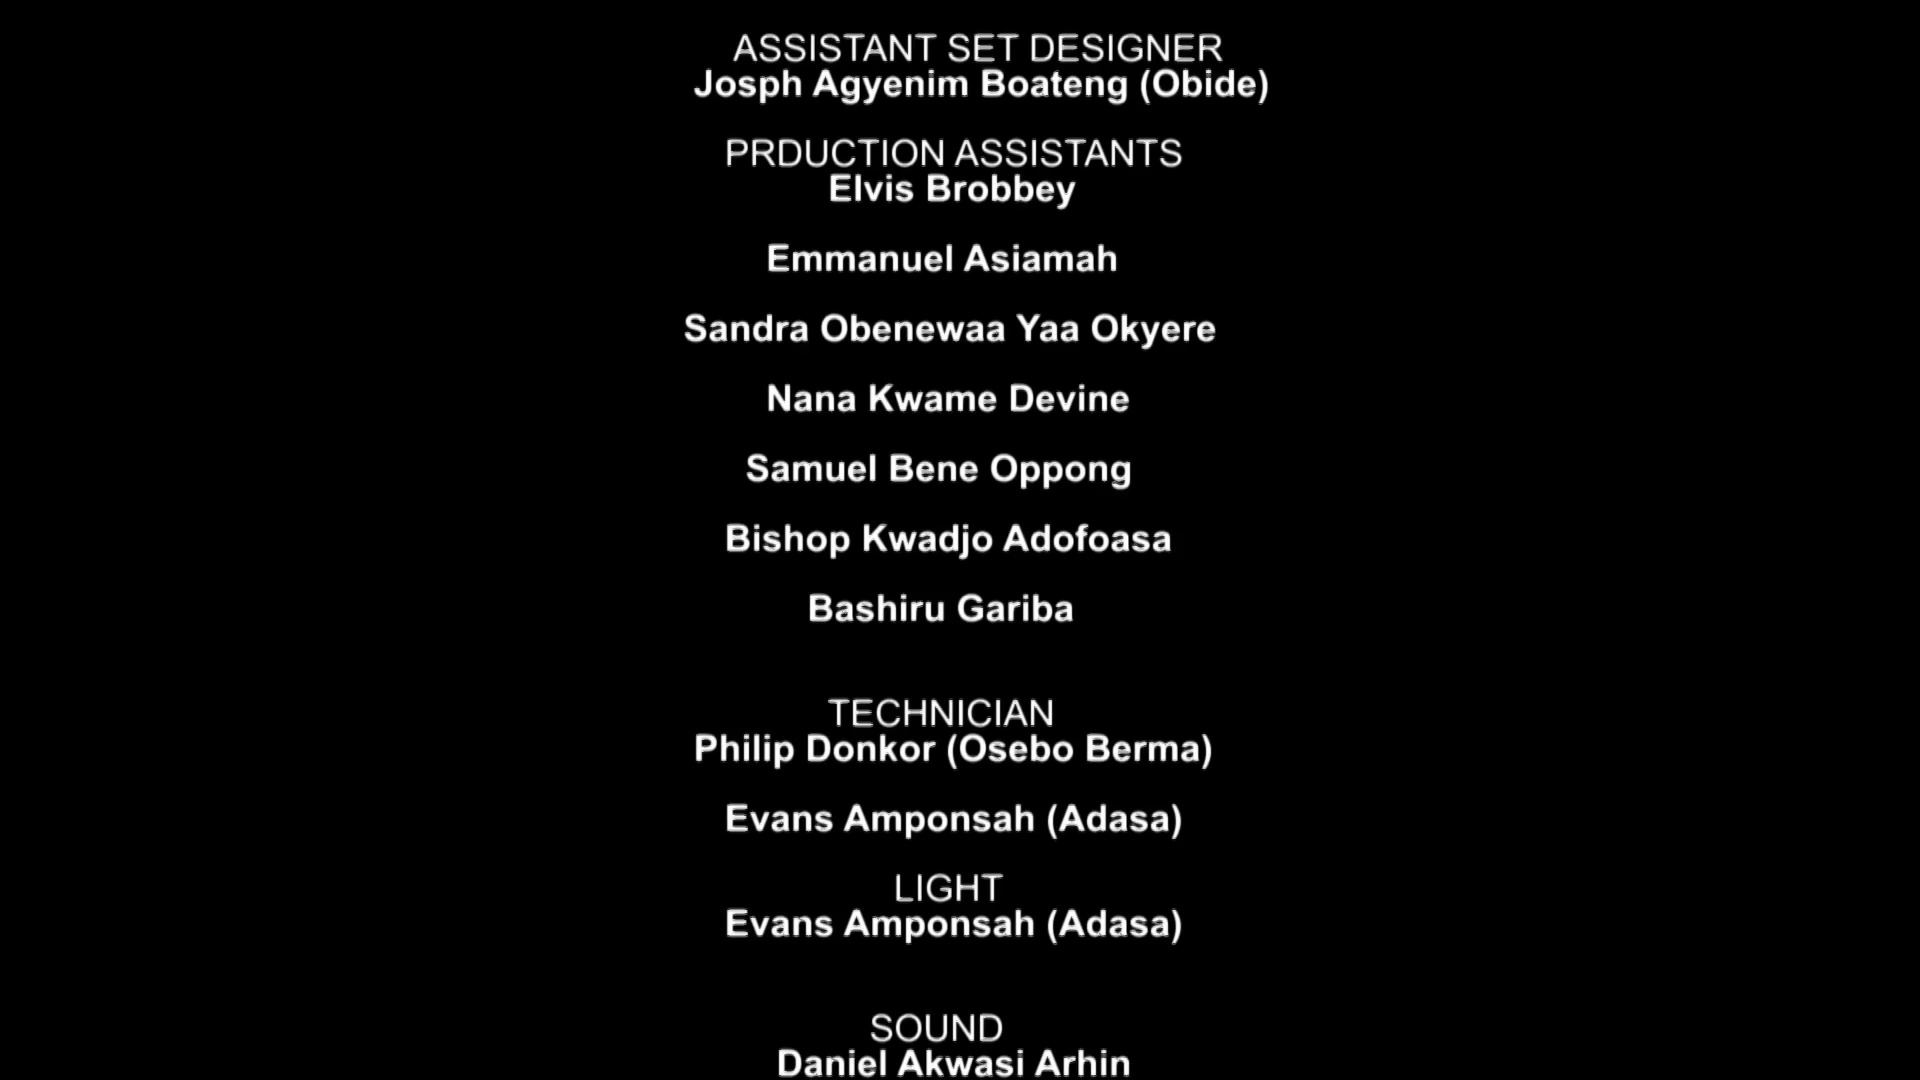 ASSISTANT SET DESIGNER
Josph Agyenim Boateng (Obide)
PRDUCTION ASSISTANTS
Elvis Brobbey
Emmanuel Asiamah
Sandra Obenewaa Yaa Okyere
Nana Kwame Devine
Samuel Bene Oppong
Bishop Kwadjo Adofoasa
Bashiru Gariba
TECHNICIAN
Philip Donkor (Osebo Berma)
Evans Amponsah (Adasa)
LIGHT
Evans Amponsah (Adasa)
SOUND
Daniel Akwasi Arhin